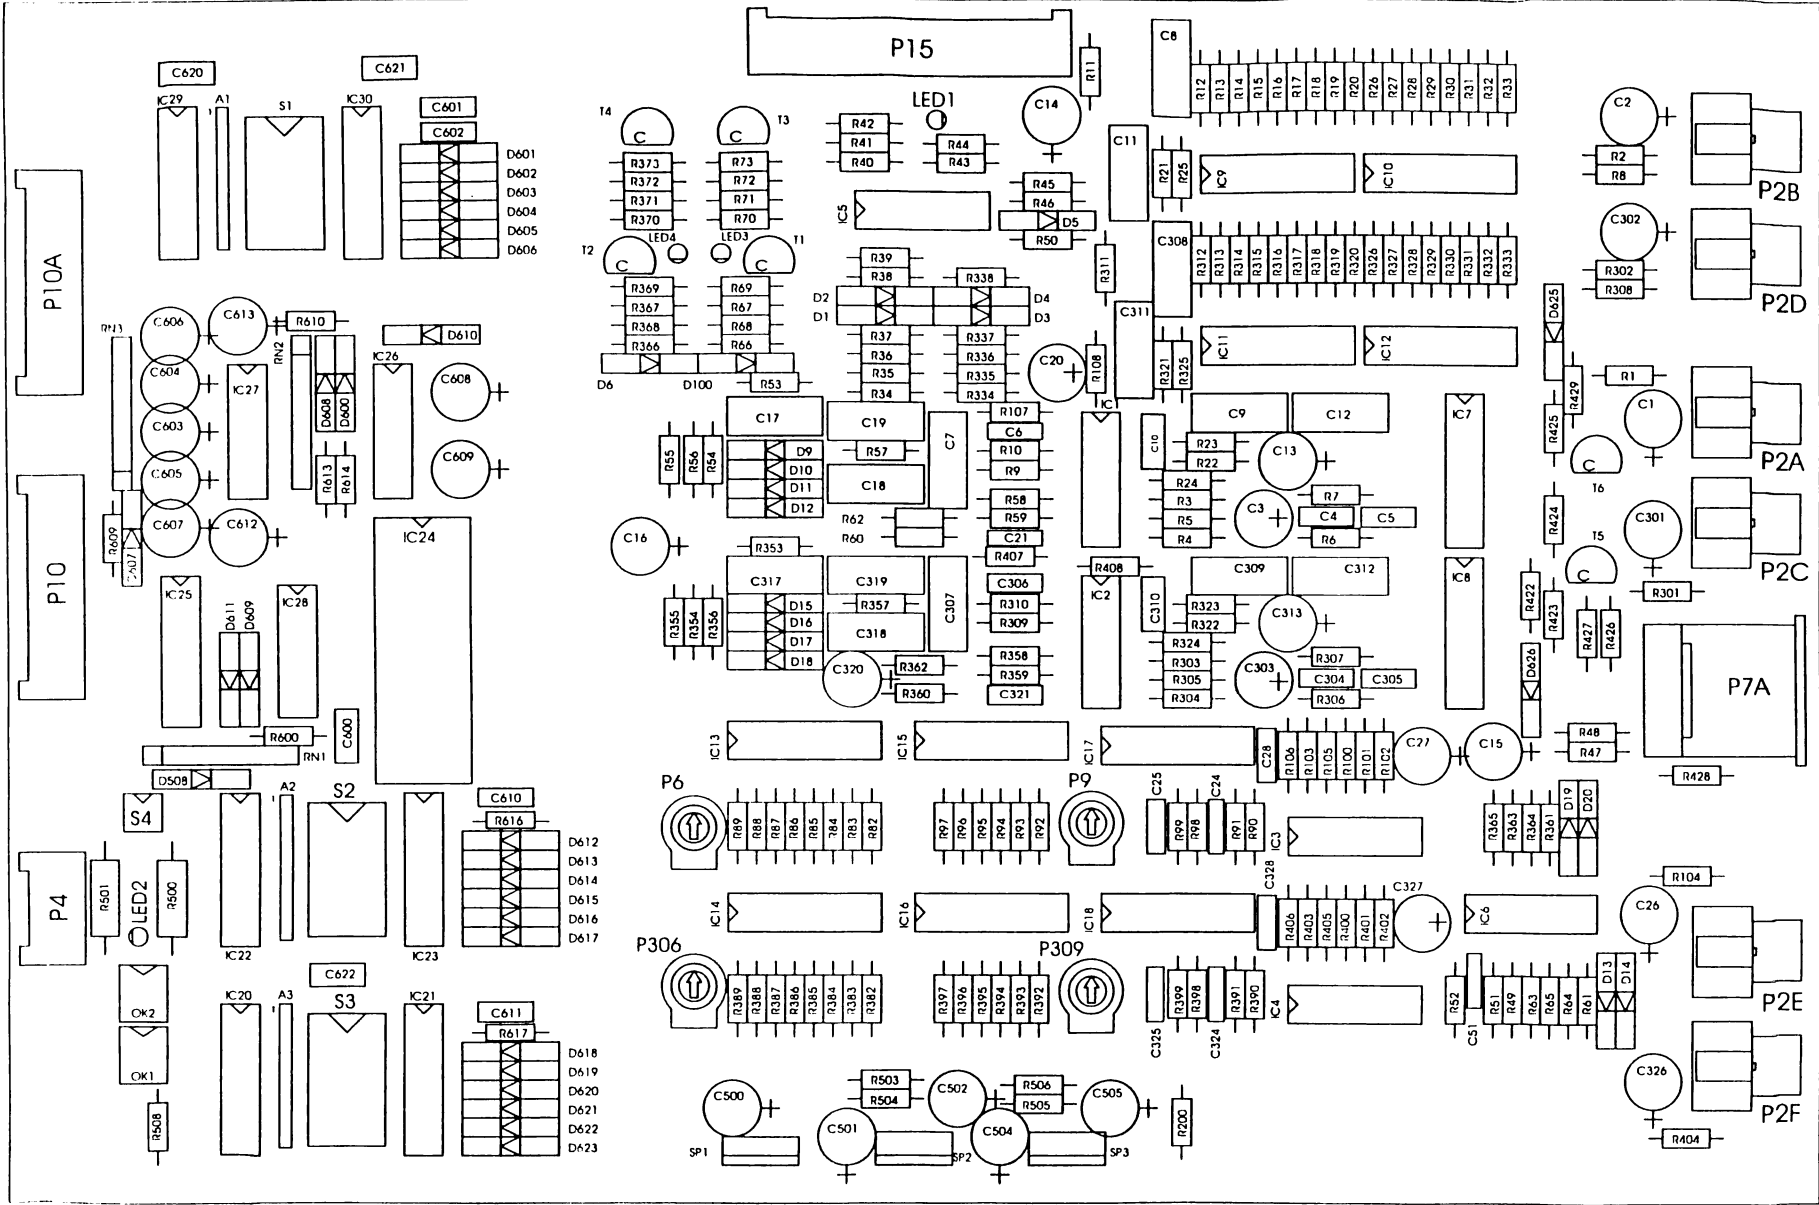 P15
C8
R11
R12 R13 R14 R15 R16 R17 R18 R19 R20 R26 R27 R28 R29 R30 R31 R32 R33
C620
C621
IC29
A1
S1
IC30
C601
C602
D601
D602
D603
D604
D605
D606
T4
C
T3
C
R42
R41
R40
LED1
R44
R43
C14
C11
C2
R2
R8
P2B
R373
R372
R371
R370
R73
R72
R71
R70
IC5
R45
R46
D5
R50
R21 R25
IC9
IC10
P10A
T2
C
LED4
LED3
T1
C
R39
R38
R338
R311
C308
R312 R313 R314 R315 R316 R317 R318 R319 R320 R326 R327 R328 R329 R330 R331 R332 R333
C302
R302
R308
P2D
R369
R367
R368
R366
R69
R67
R68
R66
D2
D1
D4
D3
C311
D625
RN3
C606
C613
R610
RN2
D610
R37
R36
R35
R34
R337
R336
R335
R334
C20
R108
R321 R325
IC11
IC12
D6
D100
R53
C604
IC27
D608 D600
IC26
C608
R429
R1
C1
C603
C17
C19
C7
R107
C6
R10
R9
IC
C10
C9
C12
R23
R22
C13
IC7
R425
C
T6
P2A
R55 R56 R54
D9
D10
D11
D12
R57
C18
C605
R613 R614
C609
R24
R3
R5
R4
C3
R7
C4
C5
R6
R58
R59
C21
R407
R62
R60
P10
R609
C607
D607
C612
IC24
C16
R353
R424
T5
C
C301
P2C
R408
IC2
C310
C309
C312
IC8
R422
R423
R301
IC25
D611 D609
IC28
C317
C319
C307
C306
R310
R309
R355 R354 R356
D15
D16
D17
D18
R357
C318
C320
R362
R360
R358
R359
C321
R323
R322
C313
R324
R303
R305
R304
C303
R307
C304
C305
R306
R427 R426
D626
P7A
R600
C600
RN1
D508
IC13
IC15
IC17
C28
R106 R103 R105 R100 R101 R102
C27
C15
R48
R47
R428
S4
A2
S2
C610
R616
D612
D613
D614
D615
D616
D617
P6
R89 R88 R87 R86 R85 R84 R83 R82
R97 R96 R95 R94 R93 R92
P9
C25
R99 R98
C24
R91 R90
IC3
R365 R363 R364 R361
D19 D20
P4
R501
LED2
R500
IC22
IC23
IC14
IC16
IC18
C328
R406 R403 R405 R400 R401 R402
C327
IC6
R104
C26
P306
P309
C622
OK2
IC20
A3
S3
IC21
C611
R617
D618
D619
D620
D621
D622
D623
R389 R388 R387 R386 R385 R384 R383 R382
R397 R396 R395 R394 R393 R392
C325
R399 R398
C324
R391 R390
IC4
R52
C51
R51 R49 R63 R65 R64 R61
D13 D14
P2E
OK1
R508
C500
SP1
R503
R504
C501
C502
SP2
R506
R505
C504
C505
SP3
R200
C326
R404
P2F